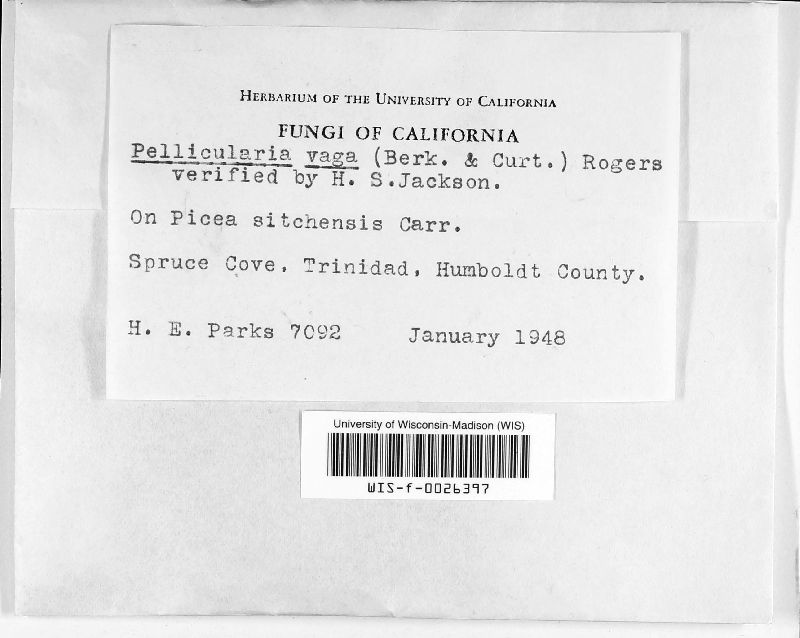 HERBARIUM OF THE UNIVERSITY OF CALIFORNIA
FUNGI OF CALIFORNIA
Pellicularia vaga (Berk. & Curt.) Rogers
verified by H. S.Jackson.
On Picea sitchensis Carr.
Spruce Cove, Trinidad, Humboldt County.
H. E. Parks 7092 January 1948
University of Wisconsin-Madison (WIS)
WIS-f-0026397